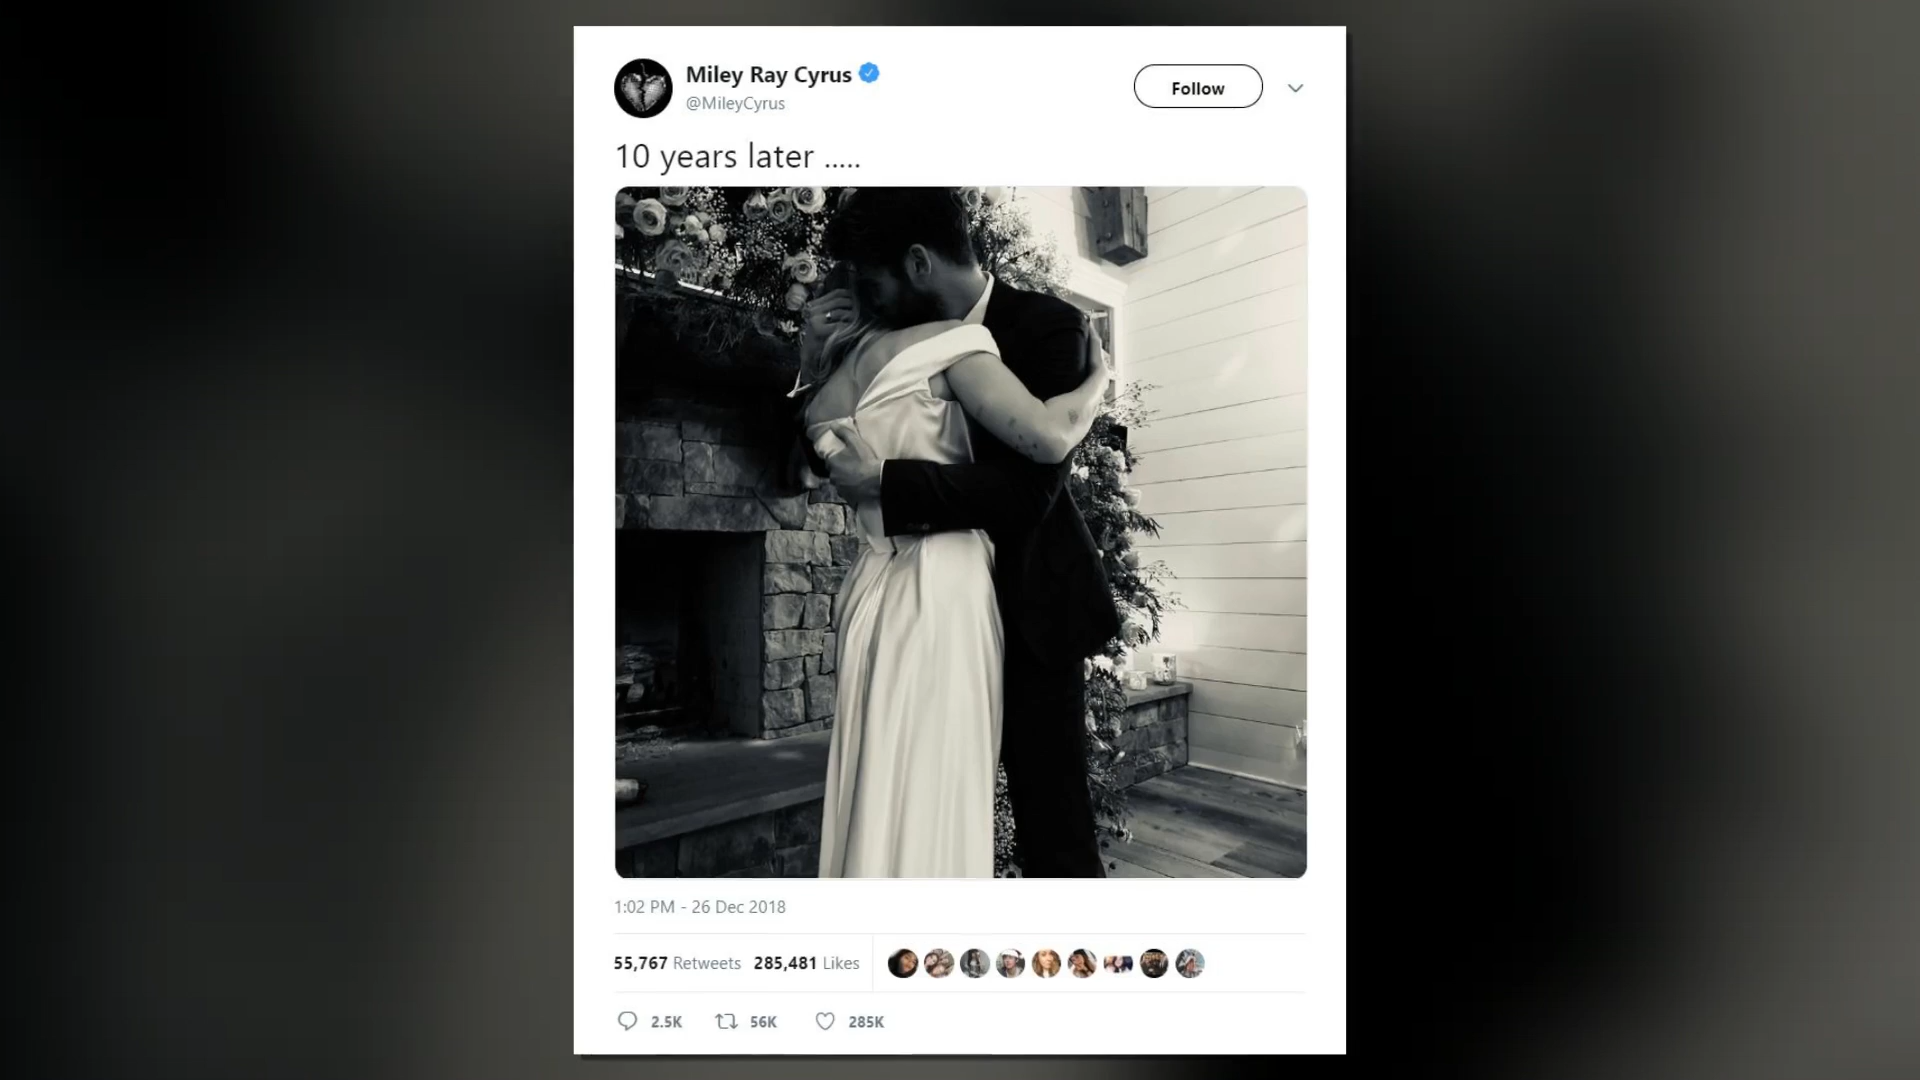 Miley Ray Cyrus
@MileyCyrus
Follow
10 years later .....
1:02 PM - 26 Dec 2018
55,767 Retweets 285,481 Likes
2.5K 56K 285K